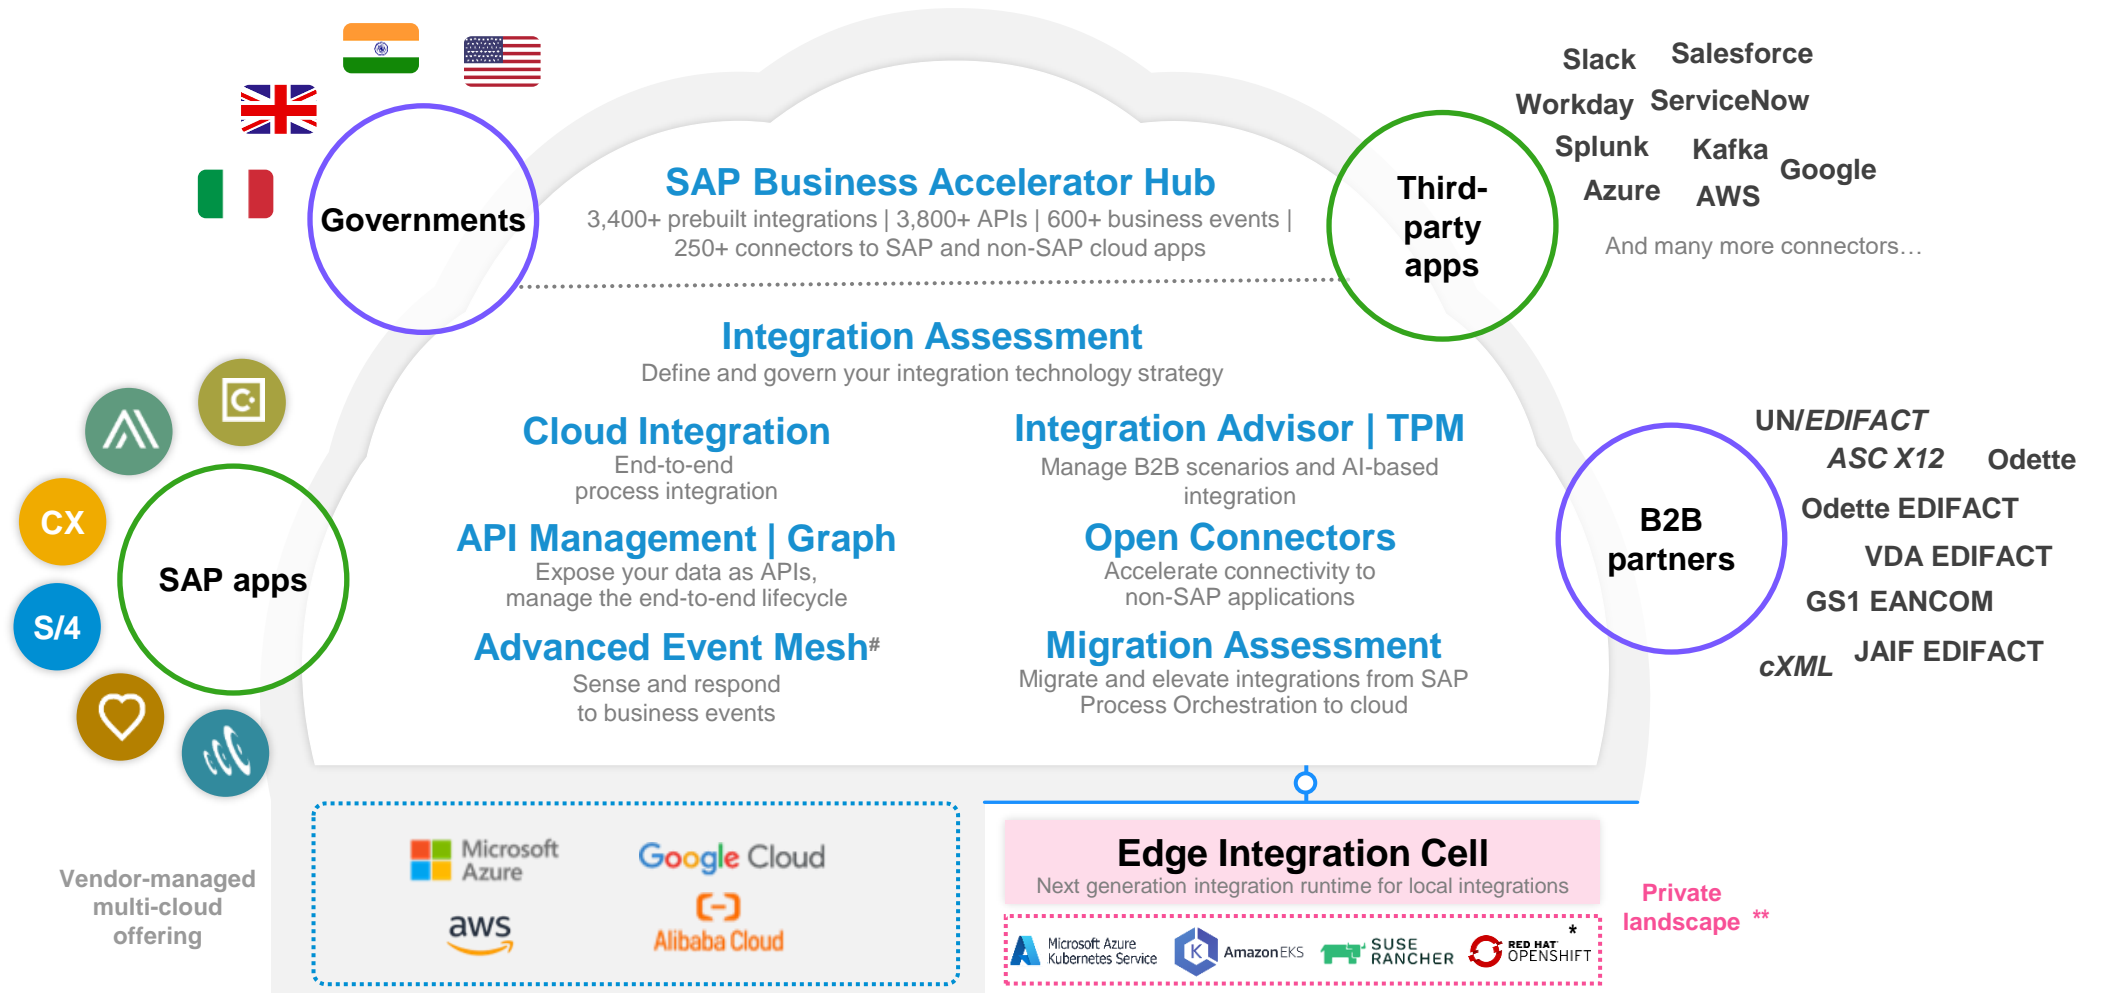 Governments
SAP Business Accelerator Hub
3,400+ prebuilt integrations | 3,800+ APIs | 600+ business events |
250+ connectors to SAP and non-SAP cloud apps
Third-
party
apps
Slack Salesforce
Workday ServiceNow
Splunk Kafka Google
Azure AWS
And many more connectors…
Integration Assessment
Define and govern your integration technology strategy
Cloud Integration
End-to-end
process integration
Integration Advisor | TPM
Manage B2B scenarios and AI-based
integration
API Management | Graph
Expose your data as APIs,
manage the end-to-end lifecycle
Open Connectors
Accelerate connectivity to
non-SAP applications
Advanced Event Mesh#
Sense and respond
to business events
Migration Assessment
Migrate and elevate integrations from SAP
Process Orchestration to cloud
C
CX
S/4
SAP apps
B2B
partners
UN/EDIFACT
ASC X12 Odette
Odette EDIFACT
VDA EDIFACT
GS1 EANCOM
cXML JAIF EDIFACT
Vendor-managed
multi-cloud
offering
Microsoft
Azure
Google Cloud
aws
Alibaba Cloud
Edge Integration Cell
Next generation integration runtime for local integrations
Microsoft Azure
Kubernetes Service
K
Amazon EKS
SUSE
RANCHER
RED HAT
OPENSHIFT
*
Private
landscape **